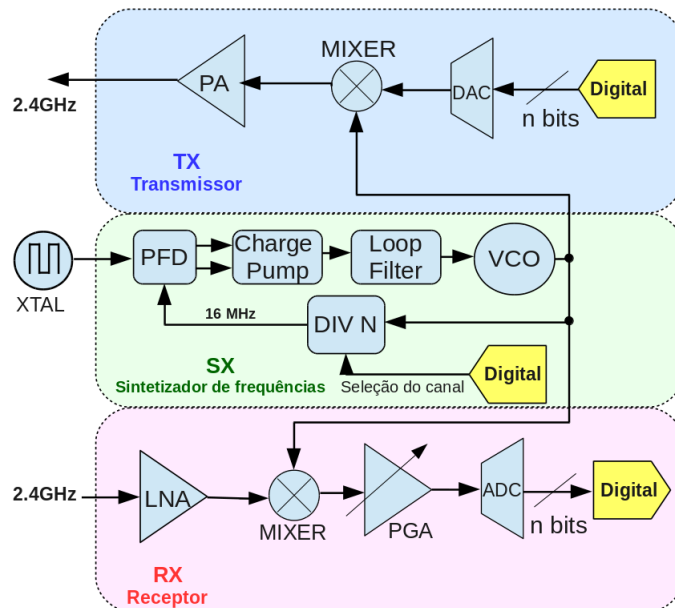 MIXER
PA
DAC
Digital
2.4GHz
n bits
TX
Transmissor
PFD
Charge
Pump
Loop
Filter
VCO
XTAL
16 MHz
DIV N
SX
Sintetizador de frequências
Seleção do canal
Digital
2.4GHz
LNA
MIXER
PGA
ADC
n bits
Digital
RX
Receptor